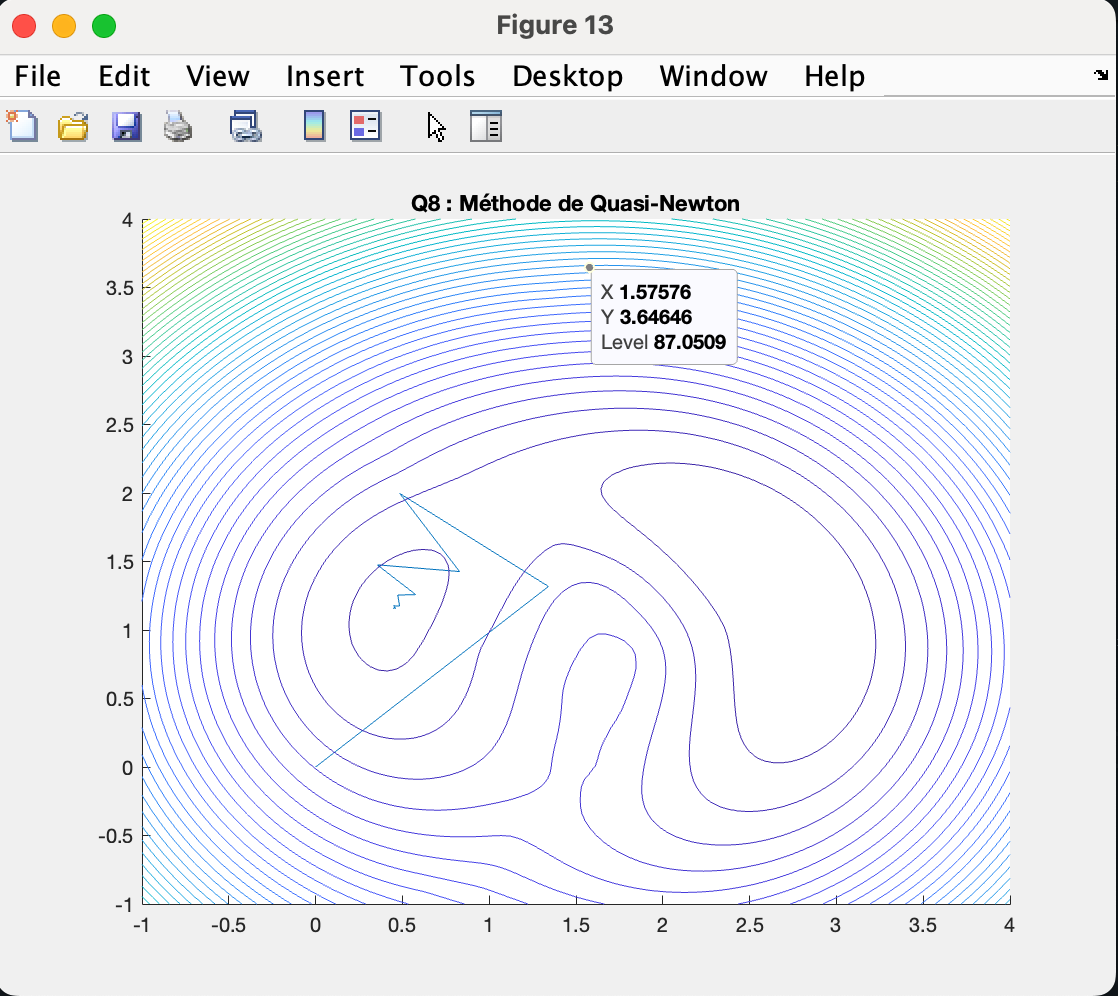 Figure 13
File Edit View Insert Tools Desktop Window Help
Q8 : Méthode de Quasi-Newton
4
3.5
X 1.57576
Y 3.64646
Level 87.0509
3
2.5
2
1.5
1
0.5
0
-0.5
-1
-1 -0.5 0 0.5 1 1.5 2 2.5 3 3.5 4